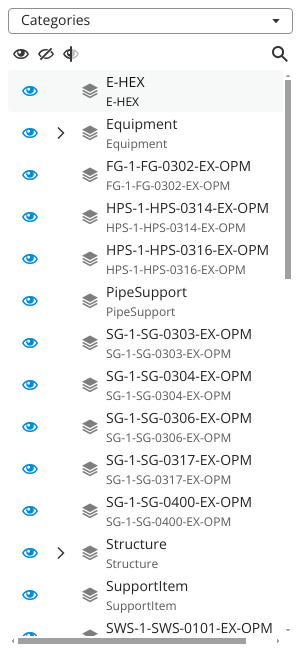 Categories
E-HEX
E-HEX
Equipment
Equipment
FG-1-FG-0302-EX-OPM
FG-1-FG-0302-EX-OPM
HPS-1-HPS-0314-EX-OPM
HPS-1-HPS-0314-EX-OPM
HPS-1-HPS-0316-EX-OPM
HPS-1-HPS-0316-EX-OPM
PipeSupport
PipeSupport
SG-1-SG-0303-EX-OPM
SG-1-SG-0303-EX-OPM
SG-1-SG-0304-EX-OPM
SG-1-SG-0304-EX-OPM
SG-1-SG-0306-EX-OPM
SG-1-SG-0306-EX-OPM
SG-1-SG-0317-EX-OPM
SG-1-SG-0317-EX-OPM
SG-1-SG-0400-EX-OPM
SG-1-SG-0400-EX-OPM
Structure
Structure
SupportItem
SupportItem
SWS-1-SWS-0101-EX-OPM